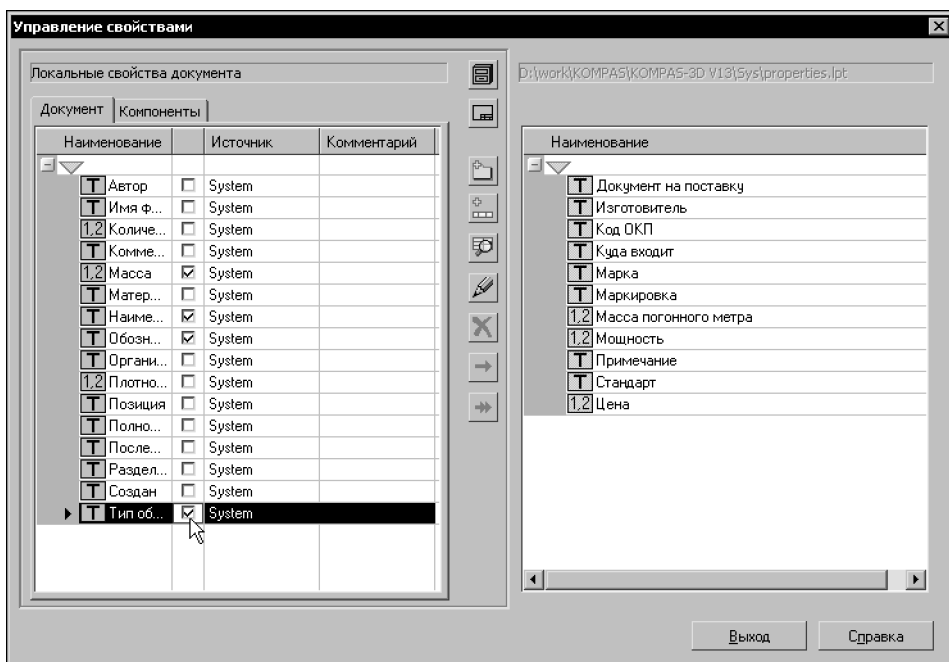 Управление свойствами
Локальные свойства документа
Документ Компоненты
Наименование Источник Комментарий
T Автор System
T Имя ф... System
1,2 Количе... System
T Комме... System
1,2 Масса System
T Матер... System
T Наиме... System
T Обозн... System
T Органи... System
1,2 Плотно... System
T Позиция System
T Полно... System
T После... System
T Раздел... System
T Создан System
T Тип об... System
D:\work\KOMPAS\KOMPAS-3D V13\Sys\properties.lpt
Наименование
T Документ на поставку
T Изготовитель
T Код ОКП
T Куда входит
T Марка
T Маркировка
1,2 Масса погонного метра
1,2 Мощность
T Примечание
T Стандарт
1,2 Цена
Выход Справка